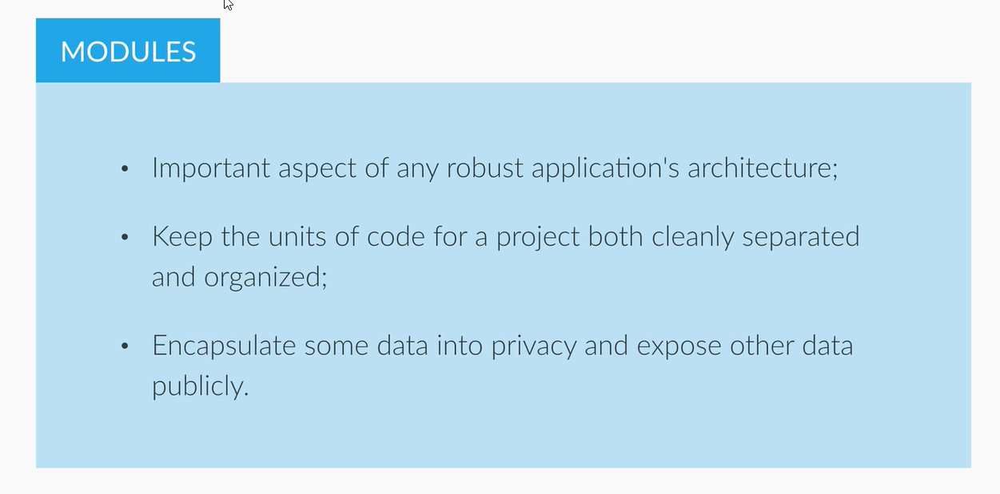 MODULES
• Important aspect of any robust application's architecture;
• Keep the units of code for a project both cleanly separated
and organized;
• Encapsulate some data into privacy and expose other data
publicly.